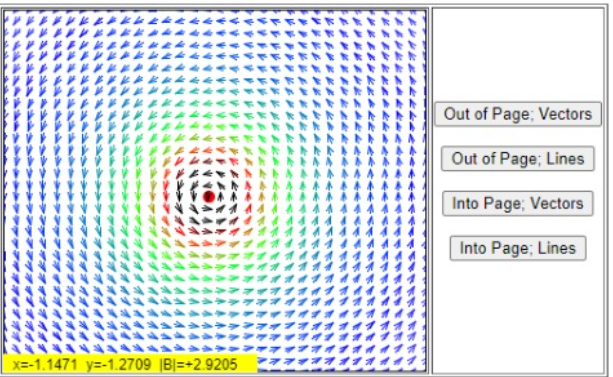 Out of Page; Vectors
Out of Page; Lines
Into Page; Vectors
Into Page; Lines
x=-1.1471 y=-1.2709 |B|=+2.9205